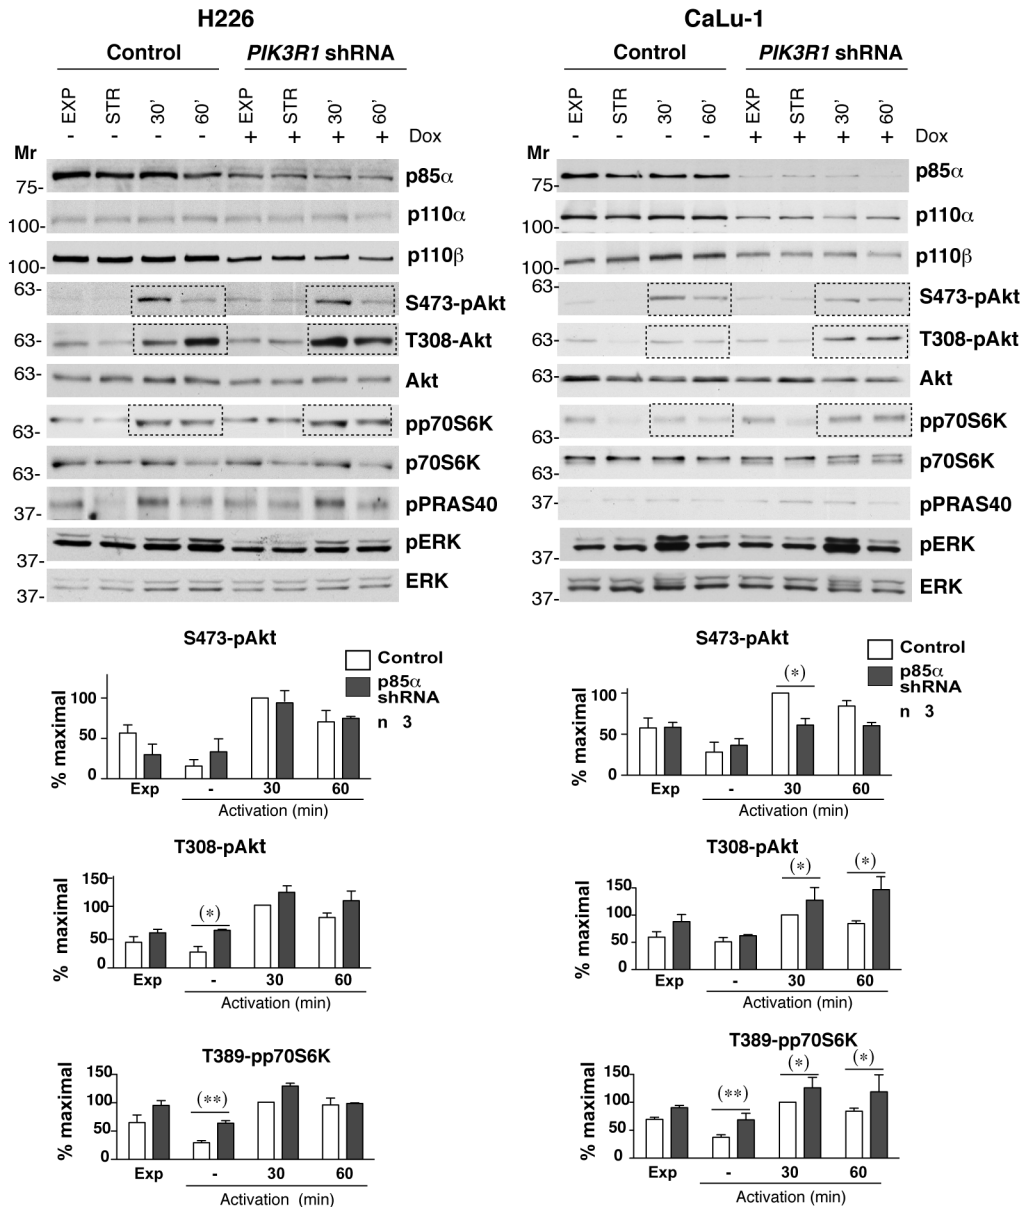 H226
Control PIK3R1 shRNA
EXP STR 30' 60' EXP STR 30' 60'
- - - - + + + + Dox
Mr
75- p85α
100- p110α
100- p110β
63- S473-pAkt
63- T308-Akt
63- Akt
63- pp70S6K
63- p70S6K
37- pPRAS40
37- pERK
37- ERK
CaLu-1
Control PIK3R1 shRNA
EXP STR 30' 60' EXP STR 30' 60'
- - - - + + + + Dox
Mr
75- p85α
100- p110α
100- p110β
63- S473-pAkt
63- T308-pAkt
63- Akt
63- pp70S6K
63- p70S6K
37- pPRAS40
37- pERK
37- ERK
S473-pAkt
Control
p85α
shRNA
n 3
% maximal
100
50
0
Exp - 30 60
Activation (min)
S473-pAkt
Control
p85α
shRNA
n 3
(*)
% maximal
100
50
0
Exp - 30 60
Activation (min)
T308-pAkt
% maximal
150
100
50
0
(*)
Exp - 30 60
Activation (min)
T308-pAkt
% maximal
150
100
50
0
(*) (*)
Exp - 30 60
Activation (min)
T389-pp70S6K
% maximal
150
100
50
0
(**)
Exp - 30 60
Activation (min)
T389-pp70S6K
% maximal
150
100
50
0
(**) (*) (*)
Exp - 30 60
Activation (min)